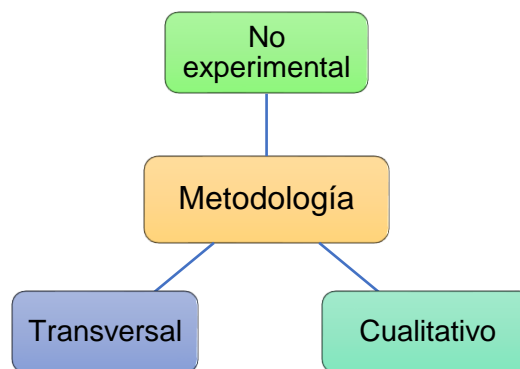 No
experimental
Metodología
Transversal
Cualitativo